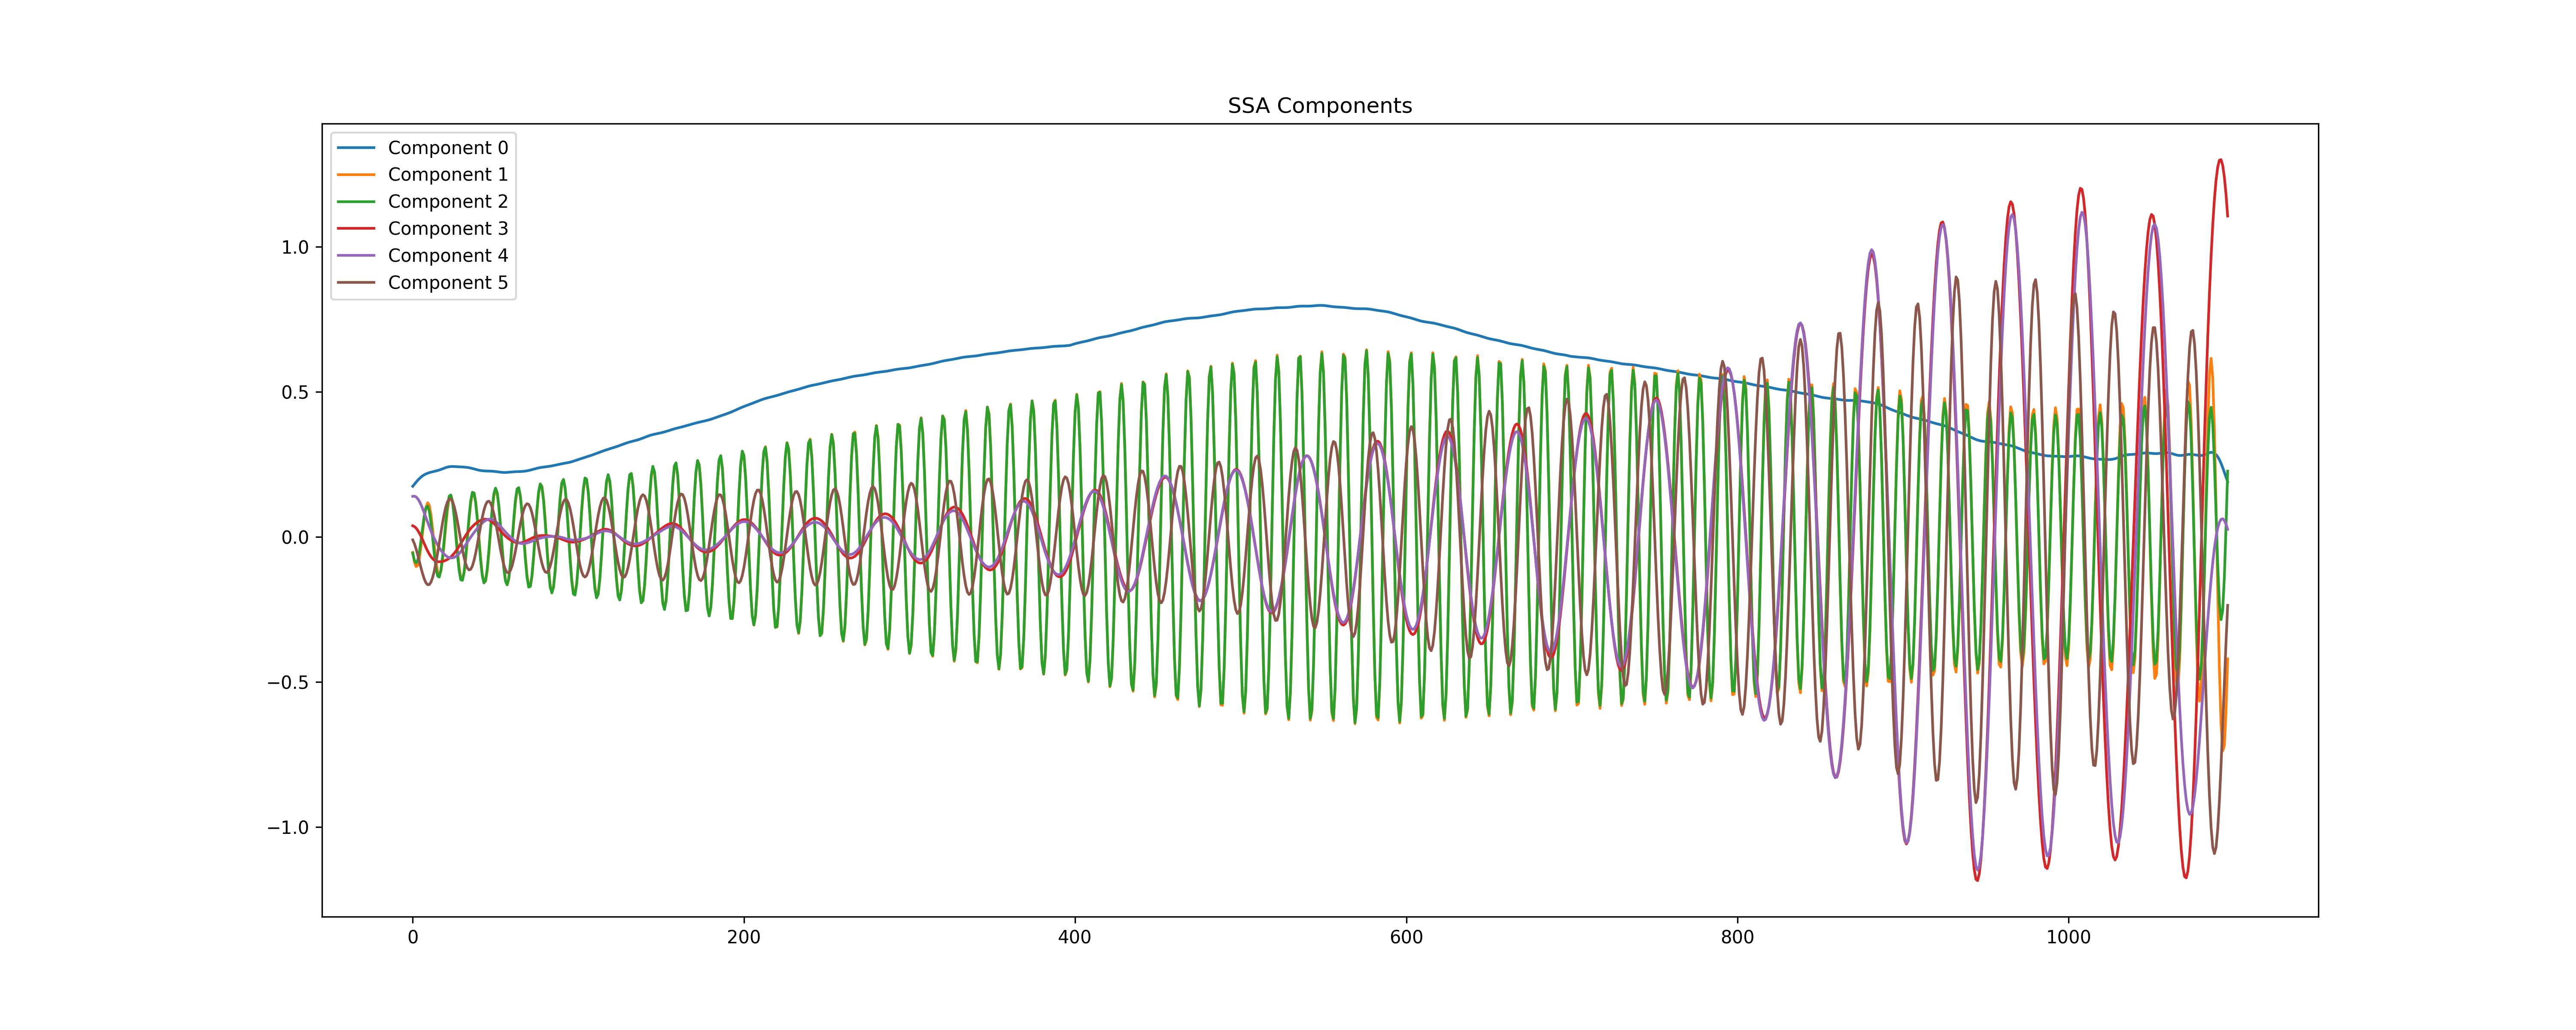 SSA Components
Component 0
Component 1
Component 2
Component 3
Component 4
Component 5
1.0
0.5
0.0
−0.5
−1.0
0 200 400 600 800 1000